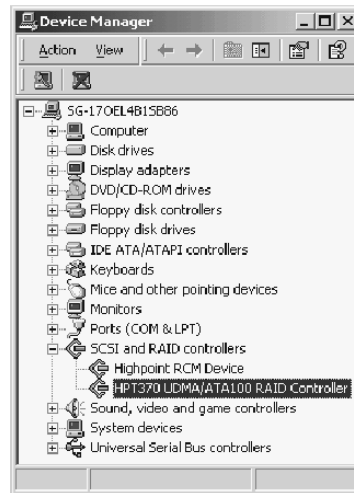 Device Manager
Action View
SG-17OEL4B15B86
Computer
Disk drives
Display adapters
DVD/CD-ROM drives
Floppy disk controllers
Floppy disk drives
IDE ATA/ATAPI controllers
Keyboards
Mice and other pointing devices
Monitors
Ports (COM & LPT)
SCSI and RAID controllers
Highpoint RCM Device
HPT370 UDMA/ATA100 RAID Controller
Sound, video and game controllers
System devices
Universal Serial Bus controllers